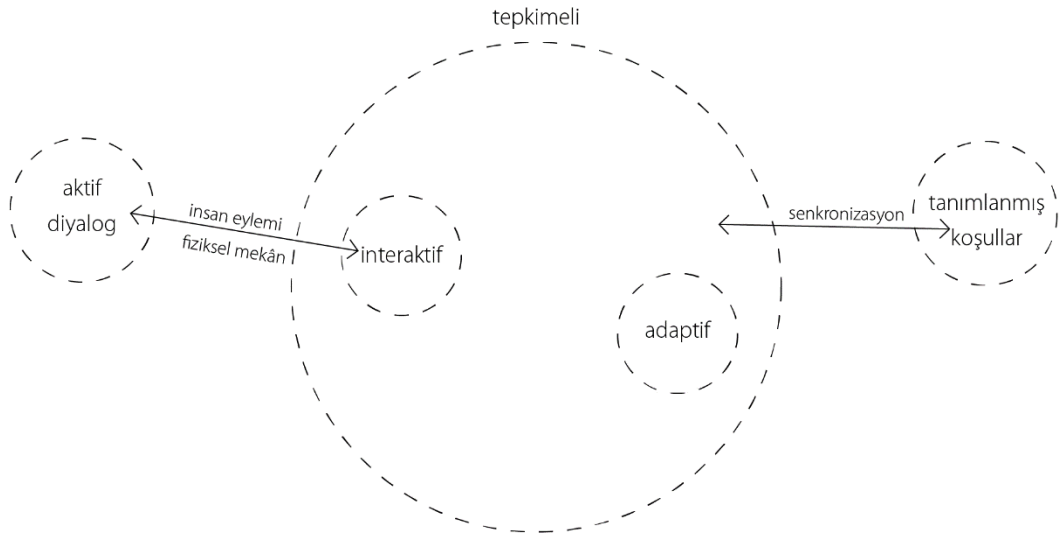 tepkimeli
aktif
diyalog
insan eylemi
fiziksel mekân
interaktif
adaptif
senkronizasyon
tanımlanmış
koşullar